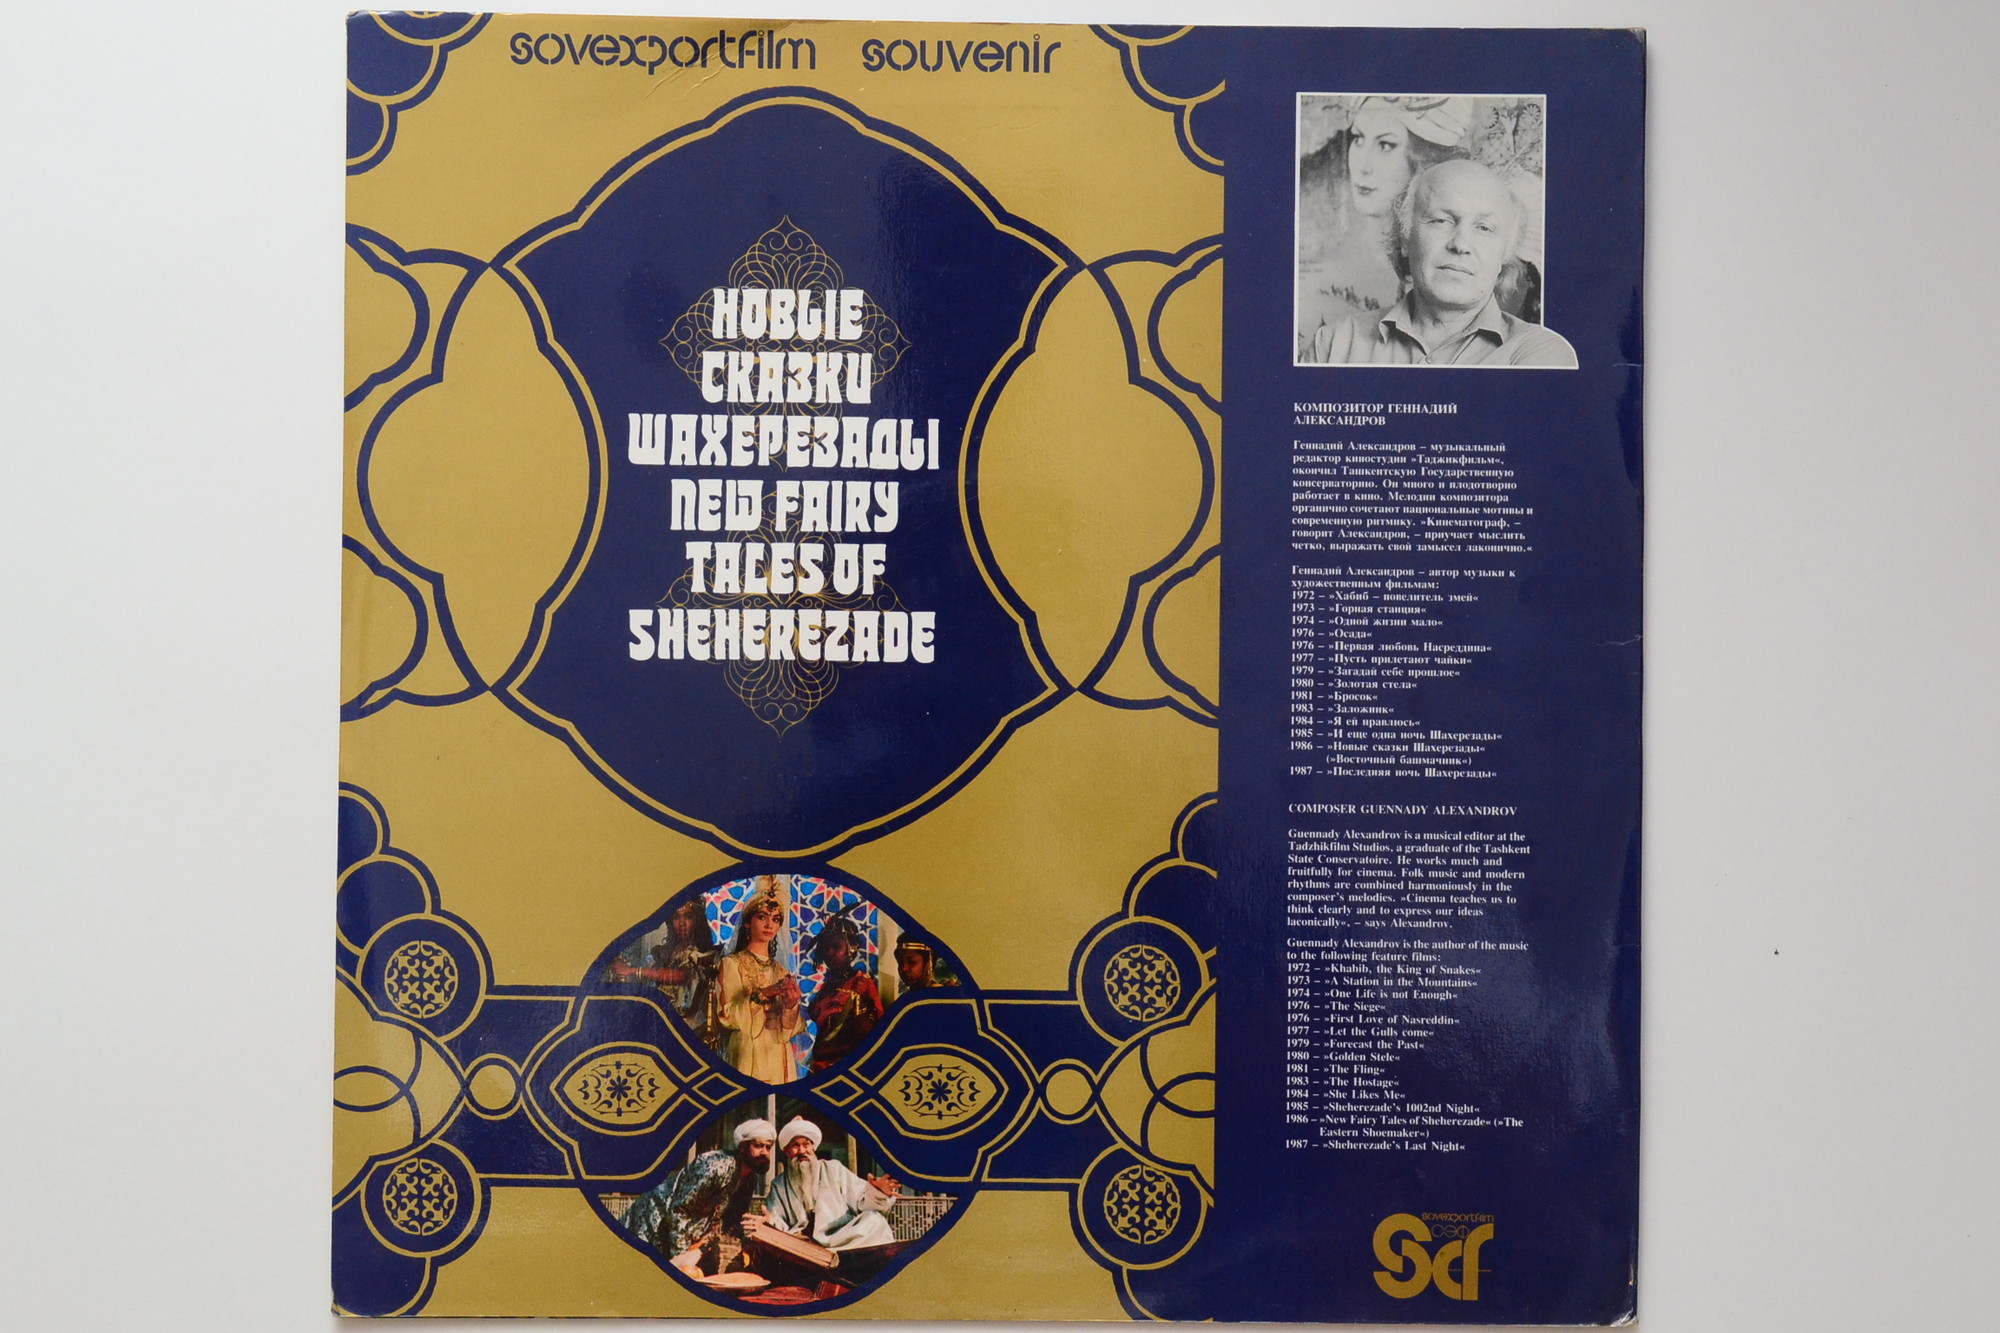 sovexportfilm souvenir
НОВЫЕ
СКАЗКИ
ШАХЕРЕЗАДЫ
NEW FAIRY
TALES OF
SHEHEREZADE
КОМПОЗИТОР ГЕННАДИЙ
АЛЕКСАНДРОВ
Геннадий Александров – музыкальный
редактор киностудии »Таджикфильм«,
окончил Ташкентскую Государственную
консерваторию. Он много и плодотворно
работает в кино. Мелодии композитора
органично сочетают национальные мотивы и
современную ритмику. »Кинематограф, –
говорит Александров, – приучает мыслить
четко, выражать свой замысел лаконично.«
Геннадий Александров – автор музыки к
художественным фильмам:
1972 – »Хабиб – повелитель змей«
1973 – »Горная станция«
1974 – »Одной жизни мало«
1976 – »Осада«
1976 – »Первая любовь Насреддина«
1977 – »Пусть прилетают чайки«
1979 – »Загадай себе прошлое«
1980 – »Золотая стела«
1981 – »Бросок«
1983 – »Заложник«
1984 – »Я ей нравлюсь«
1985 – »И еще одна ночь Шахерезады«
1986 – »Новые сказки Шахерезады«
(»Восточный башмачник«)
1987 – »Последняя ночь Шахерезады«
COMPOSER GUENNADY ALEXANDROV
Guennady Alexandrov is a musical editor at the
Tadzhikfilm Studios, a graduate of the Tashkent
State Conservatoire. He works much and
fruitfully for cinema. Folk music and modern
rhythms are combined harmoniously in the
composer's melodies. »Cinema teaches us to
think clearly and to express our ideas
laconically«, – says Alexandrov.
Guennady Alexandrov is the author of the music
to the following feature films:
1972 – »Khabib, the King of Snakes«
1973 – »A Station in the Mountains«
1974 – »One Life is not Enough«
1976 – »The Siege«
1976 – »First Love of Nasreddin«
1977 – »Let the Gulls come«
1979 – »Forecast the Past«
1980 – »Golden Stele«
1981 – »The Fling«
1983 – »The Hostage«
1984 – »She Likes Me«
1985 – »Sheherezade's 1002nd Night«
1986 – »New Fairy Tales of Sheherezade« (»The
Eastern Shoemaker«)
1987 – »Sheherezade's Last Night«
sovexportfilm
СЭФ
Sef